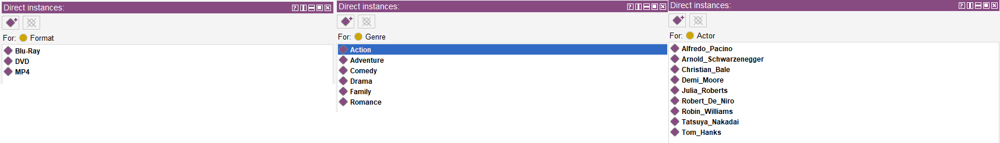 Direct instances:
For: Format
Blu-Ray
DVD
MP4
Direct instances:
For: Genre
Action
Adventure
Comedy
Drama
Family
Romance
Direct instances:
For: Actor
Alfredo_Pacino
Arnold_Schwarzenegger
Christian_Bale
Demi_Moore
Julia_Roberts
Robert_De_Niro
Robin_Williams
Tatsuya_Nakadai
Tom_Hanks